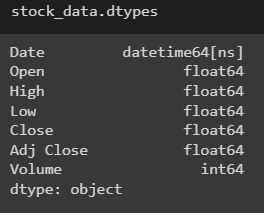 stock_data.dtypes
Date datetime64[ns]
Open float64
High float64
Low float64
Close float64
Adj Close float64
Volume int64
dtype: object